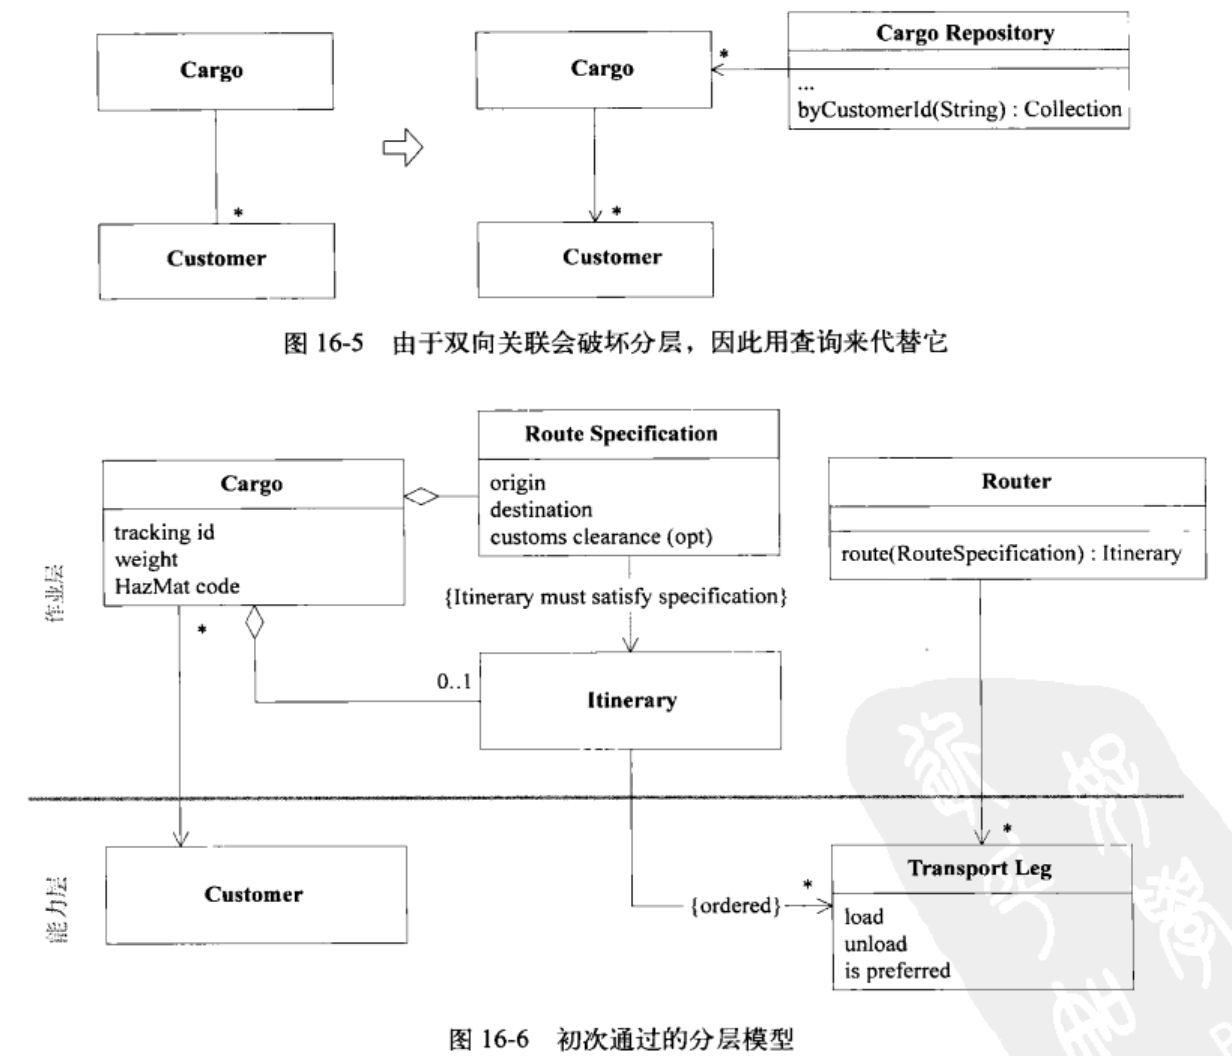 Cargo
*
Customer
Cargo
*
Customer
*
Cargo Repository
...
byCustomerId(String) : Collection
图 16-5 由于双向关联会破坏分层，因此用查询来代替它
作业层
Cargo
tracking id
weight
HazMat code
*
Route Specification
origin
destination
customs clearance (opt)
{Itinerary must satisfy specification}
0..1
Itinerary
Router
route(RouteSpecification) : Itinerary
能力层
Customer
{ordered}
*
*
Transport Leg
load
unload
is preferred
图 16-6 初次通过的分层模型